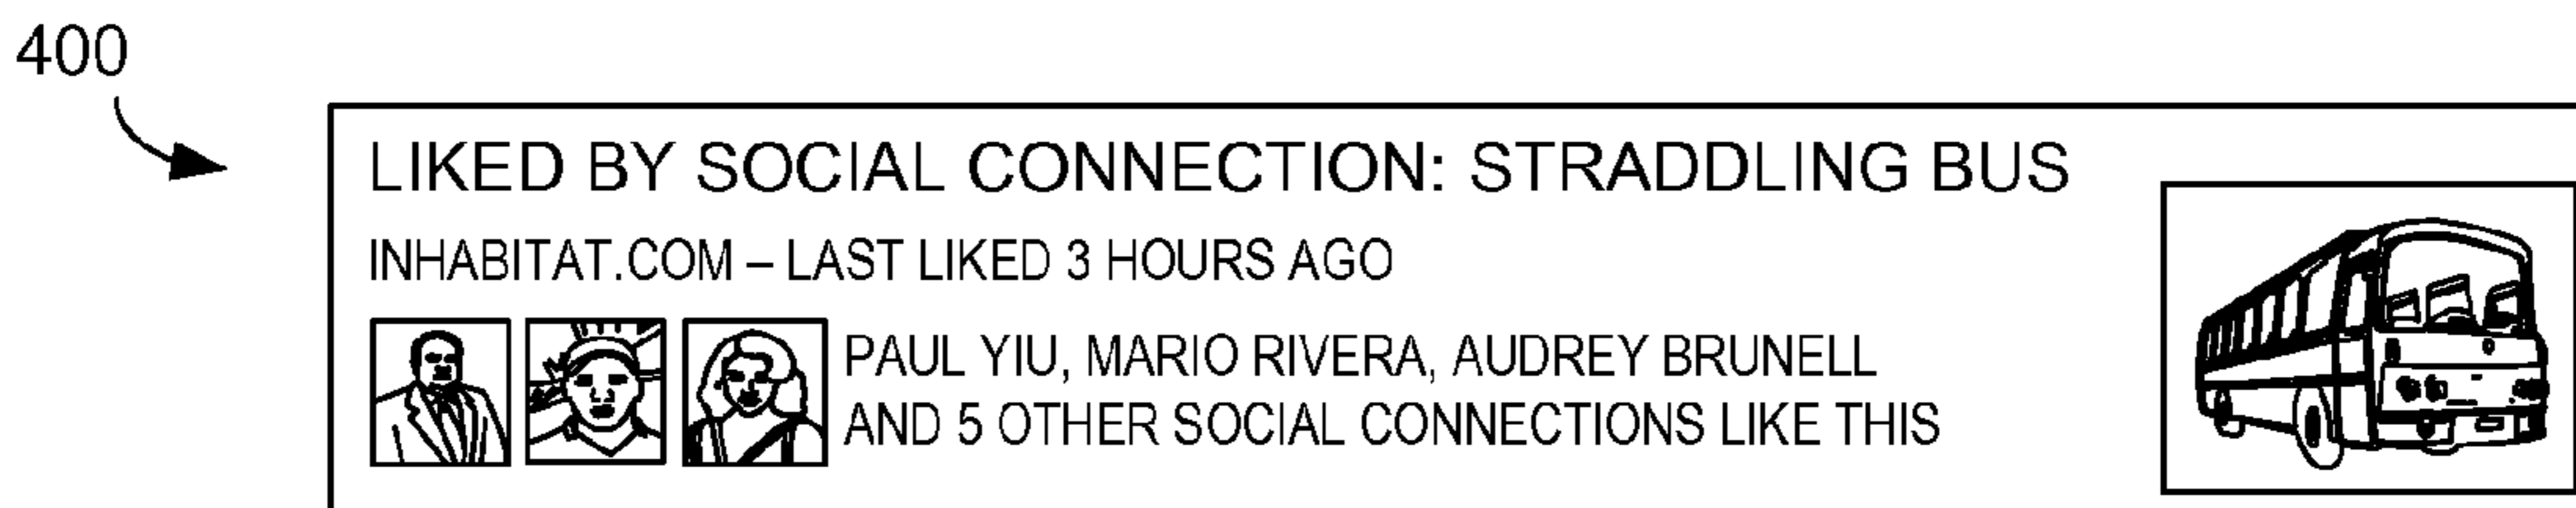 400
LIKED BY SOCIAL CONNECTION: STRADDLING BUS
INHABITAT.COM – LAST LIKED 3 HOURS AGO
PAUL YIU, MARIO RIVERA, AUDREY BRUNELL
AND 5 OTHER SOCIAL CONNECTIONS LIKE THIS